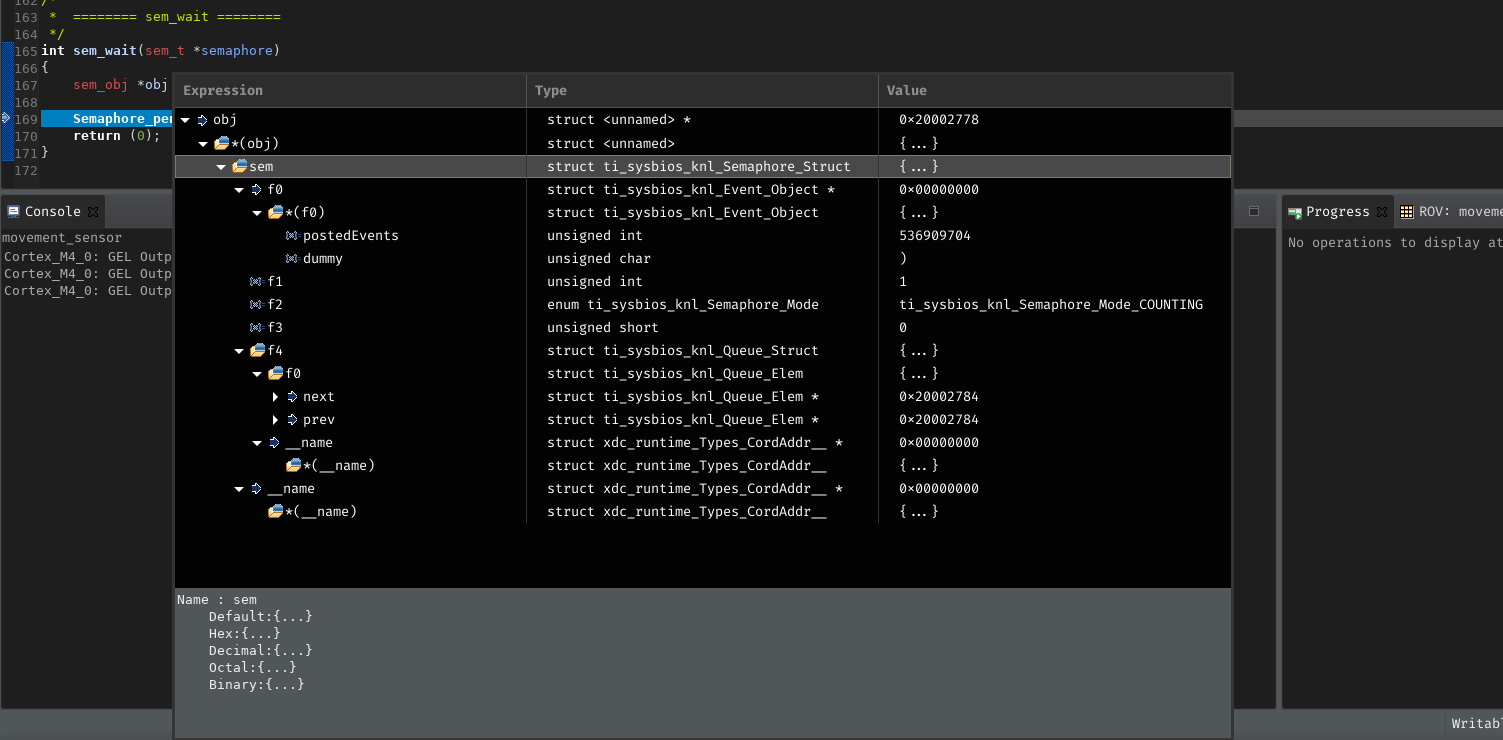 162 /*
163 * ======== sem_wait ========
164 */
165 int sem_wait(sem_t *semaphore)
166 {
167 sem_obj *obj
168
169 Semaphore_pen
170 return (0);
171 }
172
Expression Type Value
obj struct <unnamed> * 0x20002778
*(obj) struct <unnamed> {...}
sem struct ti_sysbios_knl_Semaphore_Struct {...}
f0 struct ti_sysbios_knl_Event_Object * 0x00000000
*(f0) struct ti_sysbios_knl_Event_Object {...}
postedEvents unsigned int 536909704
dummy unsigned char )
f1 unsigned int 1
f2 enum ti_sysbios_knl_Semaphore_Mode ti_sysbios_knl_Semaphore_Mode_COUNTING
f3 unsigned short 0
f4 struct ti_sysbios_knl_Queue_Struct {...}
f0 struct ti_sysbios_knl_Queue_Elem {...}
next struct ti_sysbios_knl_Queue_Elem * 0x20002784
prev struct ti_sysbios_knl_Queue_Elem * 0x20002784
__name struct xdc_runtime_Types_CordAddr__ * 0x00000000
*(__name) struct xdc_runtime_Types_CordAddr__ {...}
__name struct xdc_runtime_Types_CordAddr__ * 0x00000000
*(__name) struct xdc_runtime_Types_CordAddr__ {...}
Name : sem
Default:{...}
Hex:{...}
Decimal:{...}
Octal:{...}
Binary:{...}
Console
movement_sensor
Cortex_M4_0: GEL Outp
Cortex_M4_0: GEL Outp
Cortex_M4_0: GEL Outp
Progress ROV: moveme
No operations to display at
Writabl